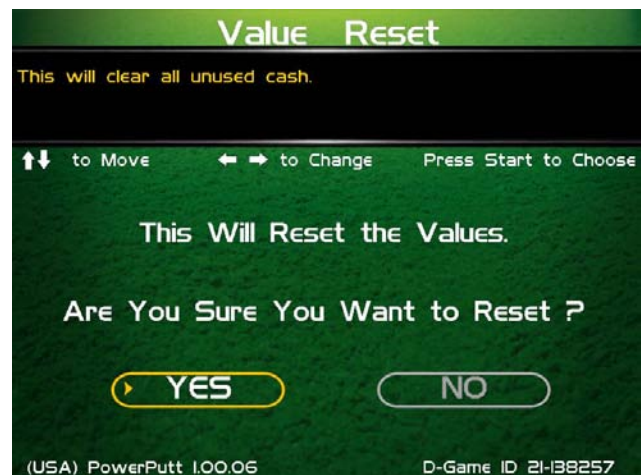 Value Reset
This will clear all unused cash.
to Move to Change Press Start to Choose
This Will Reset the Values.
Are You Sure You Want to Reset ?
YES NO
(USA) PowerPutt 1.00.06 D-Game ID 21-138257